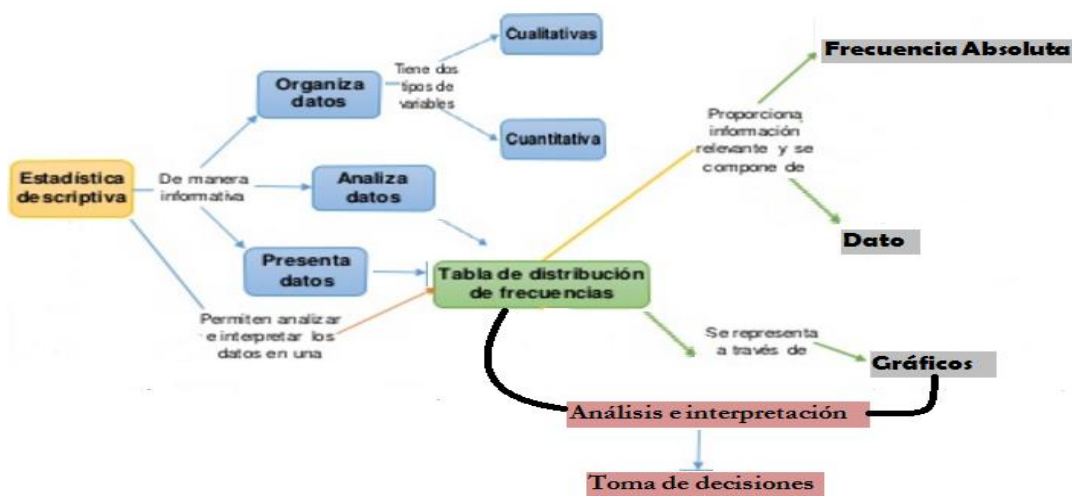 Cualitativas
Frecuencia Absoluta
Organiza
datos
Tiene dos
tipos de
variables
Cuantitativa
Proporciona
información
relevante y se
compone de
Estadística
descriptiva
De manera
informativa
Analiza
datos
Dato
Presenta
datos
Tabla de distribución
de frecuencias
Permiten analizar
e interpretar los
datos en una
Se representa
a través de
Gráficos
Análisis e interpretación
Toma de decisiones